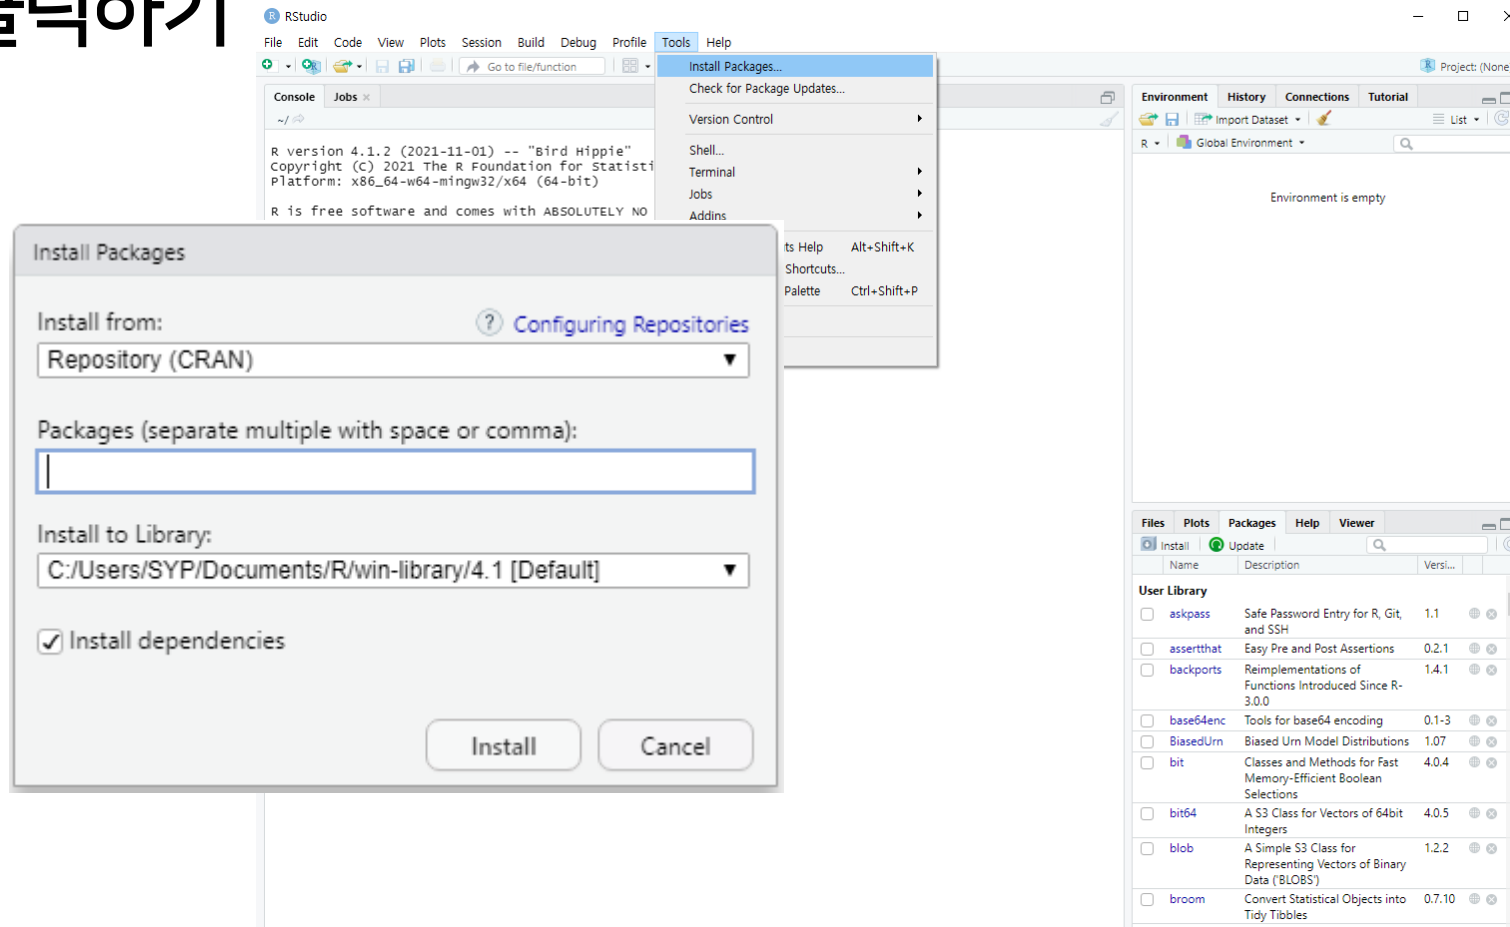 클릭하기
RStudio
File Edit Code View Plots Session Build Debug Profile Tools Help
Go to file/function
Project: (None
Console Jobs
~/
R version 4.1.2 (2021-11-01) -- "Bird Hippie"
Copyright (C) 2021 The R Foundation for Statisti
Platform: x86_64-w64-mingw32/x64 (64-bit)
R is free software and comes with ABSOLUTELY NO
Install Packages...
Check for Package Updates...
Version Control
Shell...
Terminal
Jobs
Addins
ts Help Alt+Shift+K
Shortcuts...
Palette Ctrl+Shift+P
Install Packages
Install from:
? Configuring Repositories
Repository (CRAN)
Packages (separate multiple with space or comma):
Install to Library:
C:/Users/SYP/Documents/R/win-library/4.1 [Default]
Install dependencies
Install Cancel
Environment History Connections Tutorial
Import Dataset List
R Global Environment
Environment is empty
Files Plots Packages Help Viewer
Install Update
Name Description Versi...
User Library
askpass Safe Password Entry for R, Git, 1.1
and SSH
assertthat Easy Pre and Post Assertions 0.2.1
backports Reimplementations of 1.4.1
Functions Introduced Since R-
3.0.0
base64enc Tools for base64 encoding 0.1-3
BiasedUrn Biased Urn Model Distributions 1.07
bit Classes and Methods for Fast 4.0.4
Memory-Efficient Boolean
Selections
bit64 A S3 Class for Vectors of 64bit 4.0.5
Integers
blob A Simple S3 Class for 1.2.2
Representing Vectors of Binary
Data ('BLOBS')
broom Convert Statistical Objects into 0.7.10
Tidy Tibbles